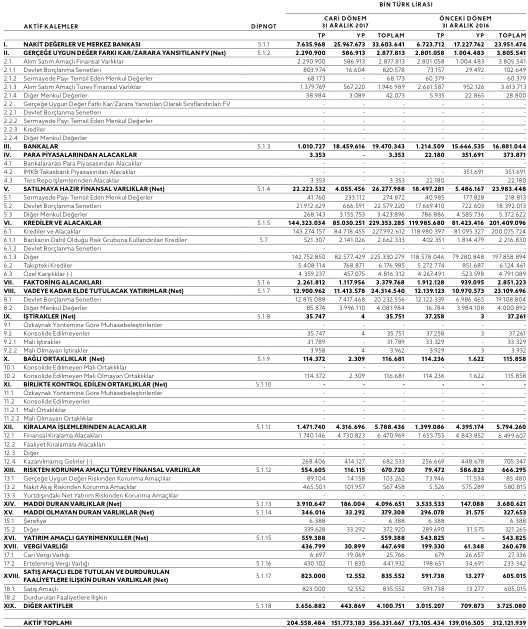 BİN TÜRK LİRASI
CARİ DÖNEM ÖNCEKİ DÖNEM
AKTİF KALEMLER DİPNOT 31 ARALIK 2017 31 ARALIK 2016
TP YP TOPLAM TP YP TOPLAM
I. NAKİT DEĞERLER VE MERKEZ BANKASI 5.1.1 7.635.968 25.967.673 33.603.641 6.723.712 17.227.762 23.951.474
II. GERÇEĞE UYGUN DEĞER FARKI KAR/ZARARA YANSITILAN FV (Net) 5.1.2 2.290.900 586.913 2.877.813 2.801.058 1.004.483 3.805.541
2.1 Alım Satım Amaçlı Finansal Varlıklar 2.290.900 586.913 2.877.813 2.801.058 1.004.483 3.805.541
2.1.1 Devlet Borçlanma Senetleri 803.974 16.604 820.578 73.157 29.492 102.649
2.1.2 Sermayede Payı Temsil Eden Menkul Değerler 68.173 - 68.173 60.379 - 60.379
2.1.3 Alım Satım Amaçlı Türev Finansal Varlıklar 1.379.769 567.220 1.946.989 2.661.587 952.126 3.613.713
2.1.4 Diğer Menkul Değerler 38.984 3.089 42.073 5.935 22.865 28.800
2.2 Gerçeğe Uygun Değer Farkı Kar/Zarara Yansıtılan Olarak Sınıflandırılan FV - - - - - -
2.2.1 Devlet Borçlanma Senetleri - - - - - -
2.2.2 Sermayede Payı Temsil Eden Menkul Değerler - - - - - -
2.2.3 Krediler - - - - - -
2.2.4 Diğer Menkul Değerler - - - - - -
III. BANKALAR 5.1.3 1.010.727 18.459.616 19.470.343 1.214.509 15.666.535 16.881.044
IV. PARA PİYASALARINDAN ALACAKLAR 3.353 - 3.353 22.180 351.691 373.871
4.1 Bankalararası Para Piyasasından Alacaklar - - - - - -
4.2 İMKB Takasbank Piyasasından Alacaklar - - - - 351.691 351.691
4.3 Ters Repo İşlemlerinden Alacaklar 3.353 - 3.353 22.180 - 22.180
V. SATILMAYA HAZIR FİNANSAL VARLIKLAR (Net) 5.1.4 22.222.532 4.055.456 26.277.988 18.497.281 5.486.167 23.983.448
5.1 Sermayede Payı Temsil Eden Menkul Değerler 41.760 233.112 274.872 40.985 177.828 218.813
5.2 Devlet Borçlanma Senetleri 21.912.629 666.591 22.579.220 17.669.410 722.603 18.392.013
5.3 Diğer Menkul Değerler 268.143 3.155.753 3.423.896 786.886 4.585.736 5.372.622
VI. KREDİLER VE ALACAKLAR 5.1.5 144.323.034 85.030.251 229.353.285 119.985.680 81.423.416 201.409.096
6.1 Krediler ve Alacaklar 143.274.157 84.718.455 227.992.612 118.980.397 81.095.327 200.075.724
6.1.1 Bankanın Dahil Olduğu Risk Grubuna Kullandırılan Krediler 5.7 521.307 2.141.026 2.662.333 402.351 1.814.479 2.216.830
6.1.2 Devlet Borçlanma Senetleri - - - - - -
6.1.3 Diğer 142.752.850 82.577.429 225.330.279 118.578.046 79.280.848 197.858.894
6.2 Takipteki Krediler 5.408.114 768.871 6.176.985 5.272.774 851.687 6.124.461
6.3 Özel Karşılıklar (-) 4.359.237 457.075 4.816.312 4.267.491 523.598 4.791.089
VII. FAKTORİNG ALACAKLARI 5.1.6 2.261.812 1.117.956 3.379.768 1.912.128 939.095 2.851.223
VIII. VADEYE KADAR ELDE TUTULACAK YATIRIMLAR (Net) 5.1.7 12.900.962 11.413.578 24.314.540 12.139.123 10.970.573 23.109.696
8.1 Devlet Borçlanma Senetleri 12.815.088 7.417.468 20.232.556 12.122.339 6.986.465 19.108.804
8.2 Diğer Menkul Değerler 85.874 3.996.110 4.081.984 16.784 3.984.108 4.000.892
IX. İŞTİRAKLER (Net) 5.1.8 35.747 4 35.751 37.258 3 37.261
9.1 Özkaynak Yöntemine Göre Muhasebeleştirilenler - - - - - -
9.2 Konsolide Edilmeyenler 35.747 4 35.751 37.258 3 37.261
9.2.1 Mali İştirakler 31.789 - 31.789 33.329 - 33.329
9.2.2 Mali Olmayan İştirakler 3.958 4 3.962 3.929 3 3.932
X. BAĞLI ORTAKLIKLAR (Net) 5.1.9 114.372 2.309 116.681 114.236 1.622 115.858
10.1 Konsolide Edilmeyen Mali Ortaklıklar - - - - - -
10.2 Konsolide Edilmeyen Mali Olmayan Ortaklıklar 114.372 2.309 116.681 114.236 1.622 115.858
XI. BİRLİKTE KONTROL EDİLEN ORTAKLIKLAR (Net) 5.1.10 - - - - - -
11.1 Özkaynak Yöntemine Göre Muhasebeleştirilenler - - - - - -
11.2 Konsolide Edilmeyenler - - - - - -
11.2.1 Mali Ortaklıklar - - - - - -
11.2.2 Mali Olmayan Ortaklıklar - - - - - -
XII. KİRALAMA İŞLEMLERİNDEN ALACAKLAR 5.1.11 1.471.740 4.316.696 5.788.436 1.399.086 4.395.174 5.794.260
12.1 Finansal Kiralama Alacakları 1.740.146 4.730.823 6.470.969 1.655.755 4.843.852 6.499.607
12.2 Faaliyet Kiralaması Alacakları - - - - - -
12.3 Diğer - - - - - -
12.4 Kazanılmamış Gelirler (-) 268.406 414.127 682.533 256.669 448.678 705.347
XIII. RİSKTEN KORUNMA AMAÇLI TÜREV FİNANSAL VARLIKLAR 5.1.12 554.605 116.115 670.720 79.472 586.823 666.295
13.1 Gerçeğe Uygun Değer Riskinden Korunma Amaçlılar 89.104 14.158 103.262 73.946 11.534 85.480
13.2 Nakit Akış Riskinden Korunma Amaçlılar 465.501 101.957 567.458 5.526 575.289 580.815
13.3 Yurtdışındaki Net Yatırım Riskinden Korunma Amaçlılar - - - - - -
XIV. MADDİ DURAN VARLIKLAR (Net) 5.1.13 3.910.647 186.004 4.096.651 3.533.533 147.088 3.680.621
XV. MADDİ OLMAYAN DURAN VARLIKLAR (Net) 5.1.14 346.016 33.292 379.308 296.078 31.575 327.653
15.1 Şerefiye 6.388 - 6.388 6.388 - 6.388
15.2 Diğer 339.628 33.292 372.920 289.690 31.575 321.265
XVI. YATIRIM AMAÇLI GAYRİMENKULLER (Net) 5.1.15 559.388 - 559.388 543.825 - 543.825
XVII. VERGİ VARLIĞI 436.799 30.899 467.698 199.330 61.348 260.678
17.1 Cari Vergi Varlığı 6.697 19.069 25.766 679 26.657 27.336
17.2 Ertelenmiş Vergi Varlığı 5.1.16 430.102 11.830 441.932 198.651 34.691 233.342
XVIII. SATIŞ AMAÇLI ELDE TUTULAN VE DURDURULAN
FAALİYETLERE İLİŞKİN DURAN VARLIKLAR (Net) 5.1.17 823.000 12.552 835.552 591.738 13.277 605.015
18.1 Satış Amaçlı 823.000 12.552 835.552 591.738 13.277 605.015
18.2 Durdurulan Faaliyetlere İlişkin - - - - - -
XIX. DİĞER AKTİFLER 5.1.18 3.656.882 443.869 4.100.751 3.015.207 709.873 3.725.080
AKTİF TOPLAMI 204.558.484 151.773.183 356.331.667 173.105.434 139.016.505 312.121.939